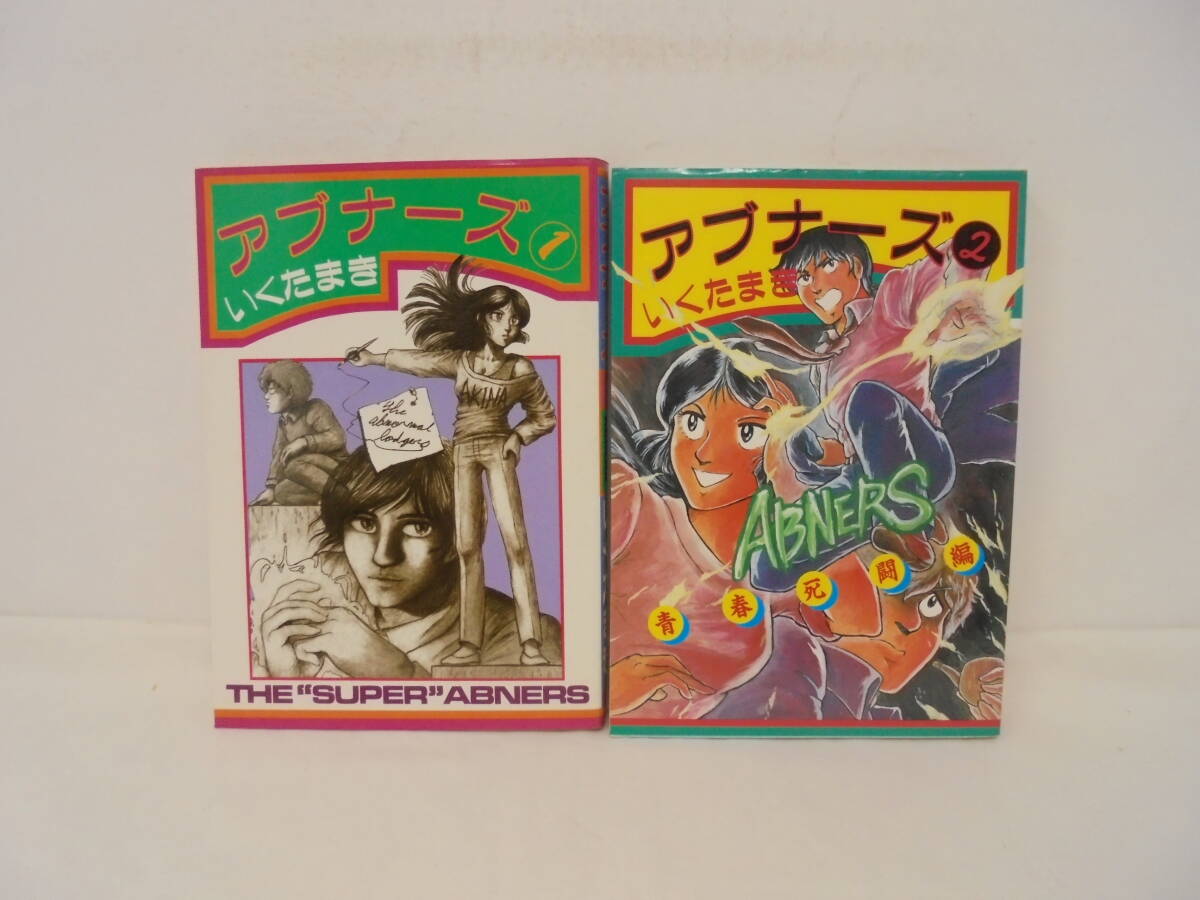 アブナーズ1
いくたまき
AKINA
the
abnormal
lodgers
THE "SUPER" ABNERS
アブナーズ2
いくたまき
ABNERS
青春死闘編